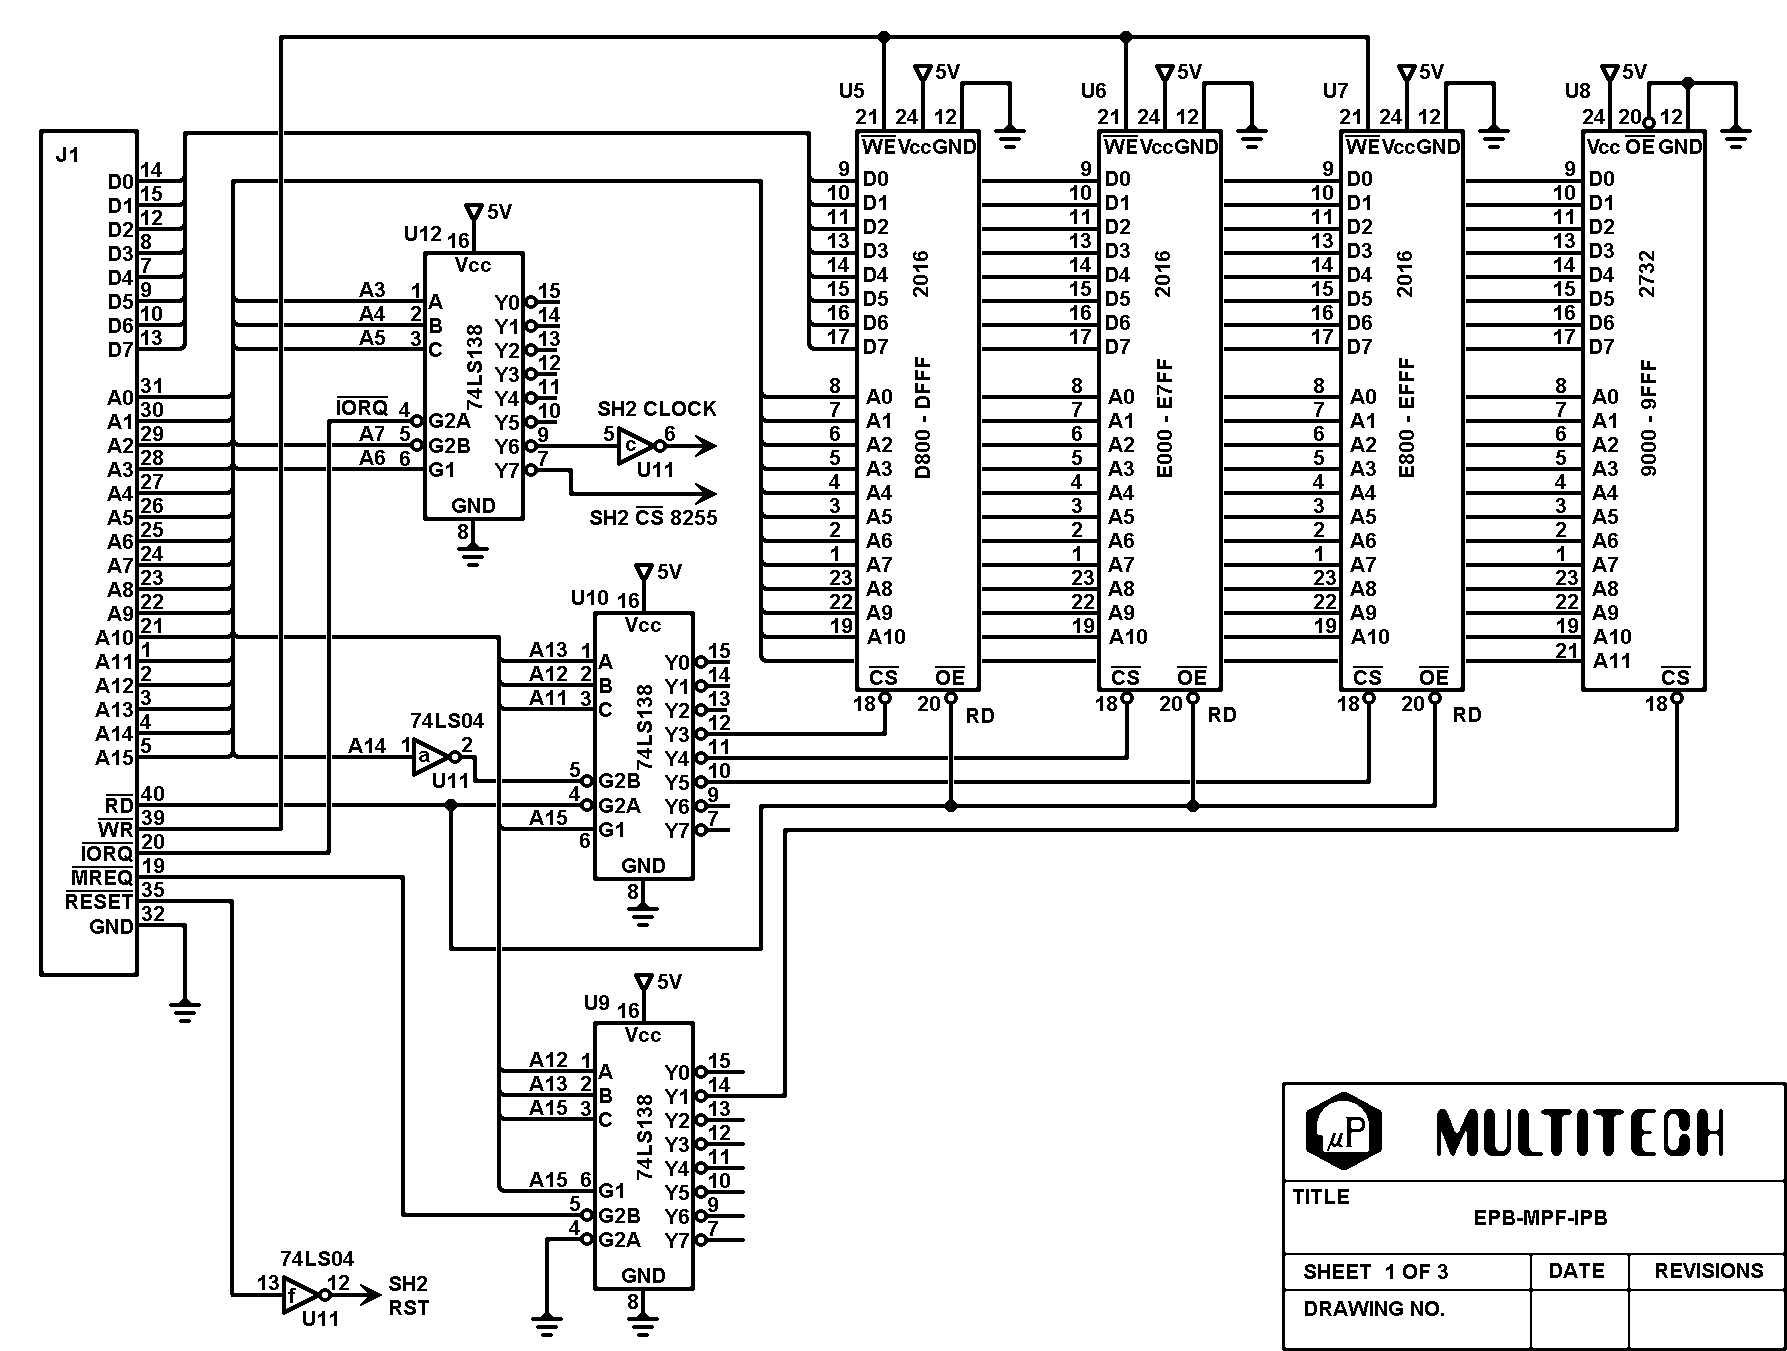 J1
D0 14
D1 15
D2 12
D3 8
D4 7
D5 9
D6 10
D7 13
A0 31
A1 30
A2 29
A3 28
A4 27
A5 26
A6 25
A7 24
A8 23
A9 22
A10 21
A11 1
A12 2
A13 3
A14 4
A15 5
RD 40
WR 39
IORQ 20
MREQ 19
RESET 35
GND 32
U12 16 5V
Vcc
74LS138
A3 1 A
A4 2 B
A5 3 C
IORQ 4 G2A
A7 5 G2B
A6 6 G1
Y0 15
Y1 14
Y2 13
Y3 12
Y4 11
Y5 10
Y6 9
Y7 7
GND
8
SH2 CLOCK
5 c 6
U11
SH2 CS 8255
U10 16 5V
Vcc
74LS138
A13 1 A
A12 2 B
A11 3 C
74LS04
A14 1 a 2
U11
5 G2B
4 G2A
A15 6 G1
Y0 15
Y1 14
Y2 13
Y3 12
Y4 11
Y5 10
Y6 9
Y7 7
GND
8
U9 16 5V
Vcc
74LS138
A12 1 A
A13 2 B
A15 3 C
A15 6 G1
5 G2B
4 G2A
Y0 15
Y1 14
Y2 13
Y3 12
Y4 11
Y5 10
Y6 9
Y7 7
GND
8
74LS04
13 f 12
U11
SH2
RST
U5 5V
21 24 12
WE Vcc GND
9 D0
10 D1
11 D2
13 D3
14 D4
15 D5
16 D6
17 D7
2016
D800 - DFFF
8 A0
7 A1
6 A2
5 A3
4 A4
3 A5
2 A6
1 A7
23 A8
22 A9
19 A10
CS OE
18 20 RD
U6 5V
21 24 12
WE Vcc GND
9 D0
10 D1
11 D2
13 D3
14 D4
15 D5
16 D6
17 D7
2016
E000 - E7FF
8 A0
7 A1
6 A2
5 A3
4 A4
3 A5
2 A6
1 A7
23 A8
22 A9
19 A10
CS OE
18 20 RD
U7 5V
21 24 12
WE Vcc GND
9 D0
10 D1
11 D2
13 D3
14 D4
15 D5
16 D6
17 D7
2016
E800 - EFFF
8 A0
7 A1
6 A2
5 A3
4 A4
3 A5
2 A6
1 A7
23 A8
22 A9
19 A10
CS OE
18 20 RD
U8 5V
24 20 12
Vcc OE GND
9 D0
10 D1
11 D2
13 D3
14 D4
15 D5
16 D6
17 D7
2732
9000 - 9FFF
8 A0
7 A1
6 A2
5 A3
4 A4
3 A5
2 A6
1 A7
23 A8
22 A9
19 A10
21 A11
CS
18
µP MULTITECH
TITLE
EPB-MPF-IPB
SHEET 1 OF 3 DATE REVISIONS
DRAWING NO.